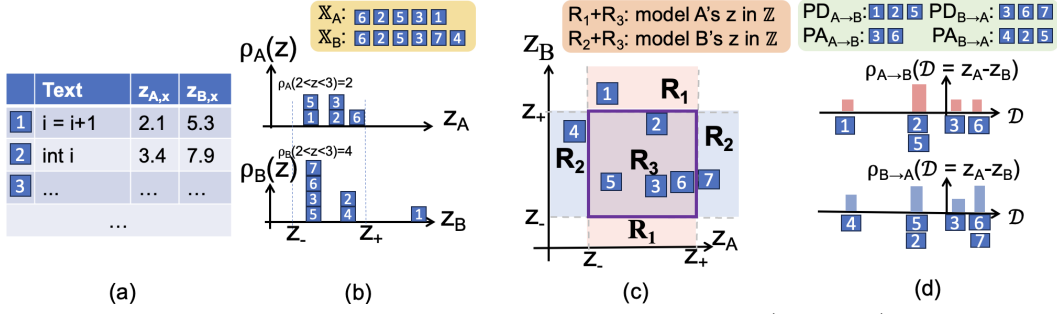 Text z_A,x z_B,x
1 i = i+1 2.1 5.3
2 int i 3.4 7.9
3 ... ... ...
...
(a)
𝕏_A: 6 2 5 3 1
𝕏_B: 6 2 5 3 7 4
ρ_A(z)
ρ_A(2<z<3)=2
5 3
1 2 6
z_A
ρ_B(z)
ρ_B(2<z<3)=4
7
6
3 2
5 4 1
z_B
z_- z_+
(b)
R_1+R_3: model A's z in ℤ
R_2+R_3: model B's z in ℤ
z_B
1 R_1
z_+
4 2
R_2 R_3 R_2
5 3 6 7
z_-
R_1
z_A
z_- z_+
(c)
PD_A→B: 1 2 5 PD_B→A: 3 6 7
PA_A→B: 3 6 PA_B→A: 4 2 5
ρ_A→B(𝒟 = z_A-z_B)
𝒟
1 2 3 6
5
ρ_B→A(𝒟 = z_A-z_B)
𝒟
4 5 3 6
2 7
(d)